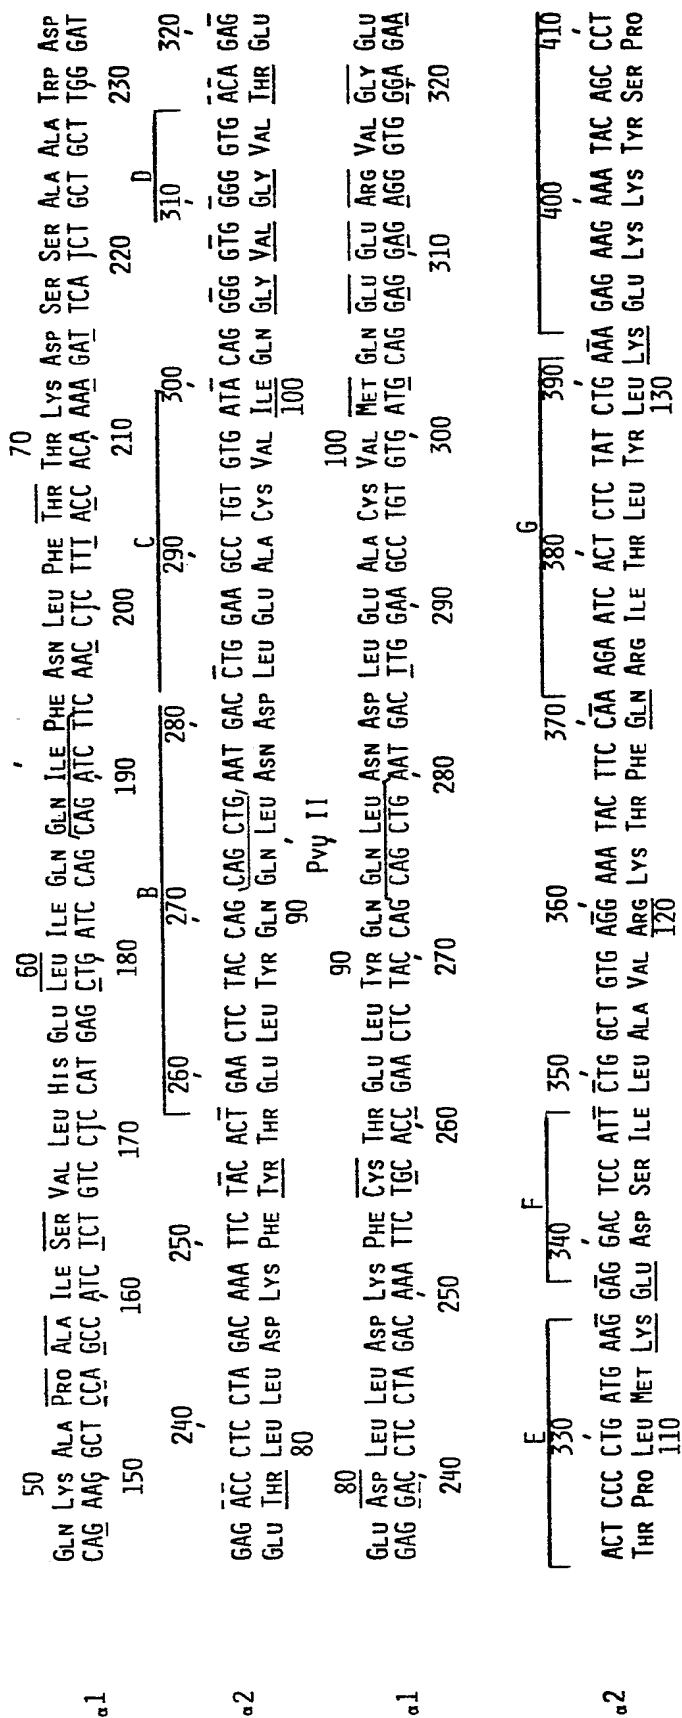 50 60 70
GLN LYS ALA PRO ALA ILE SER VAL LEU HIS GLU LEU ILE GLN GLN ILE PHE ASN LEU PHE THR THR LYS ASP SER SER ALA ALA TRP ASP
α1 CAG AAG GCT CCA GCC ATC TCT GTC CTC CAT GAG CTG ATC CAG CAG ATC TTC AAC CTC TTT ACC ACA AAA GAT TCA TCT GCT GCT TGG GAT
150 160 170 180 190 200 210 220 230
B C D
240 250 260 270 280 290 300 310 320
α2 GAG ACC CTC CTA GAC AAA TTC TAC ACT GAA CTC TAC CAG CAG CTG AAT GAC CTG GAA GCC TGT GTG ATA CAG GGG GTG GGG GTG ACA GAG
GLU THR LEU LEU ASP LYS PHE TYR THR GLU LEU TYR GLN GLN LEU ASN ASP LEU GLU ALA CYS VAL ILE GLN GLY VAL GLY VAL THR GLU
80 90 100
Pvu II
80 90 100
GLU ASP LEU LEU ASP LYS PHE CYS THR GLU LEU TYR GLN GLN LEU ASN ASP LEU GLU ALA CYS VAL MET GLN GLU GLU ARG VAL GLY GLU
α1 GAG GAC CTC CTA GAC AAA TTC TGC ACC GAA CTC TAC CAG CAG CTG AAT GAC TTG GAA GCC TGT GTG ATG CAG GAG GAG AGG GTG GGA GAA
240 250 260 270 280 290 300 310 320
E F G
330 340 350 360 370 380 390 400 410
α2 ACT CCC CTG ATG AAG GAG GAC TCC ATT CTG GCT GTG AGG AAA TAC TTC CAA AGA ATC ACT CTC TAT CTG AAA GAG AAG AAA TAC AGC CCT
THR PRO LEU MET LYS GLU ASP SER ILE LEU ALA VAL ARG LYS THR PHE GLN ARG ILE THR LEU TYR LEU LYS GLU LYS LYS TYR SER PRO
110 120 130